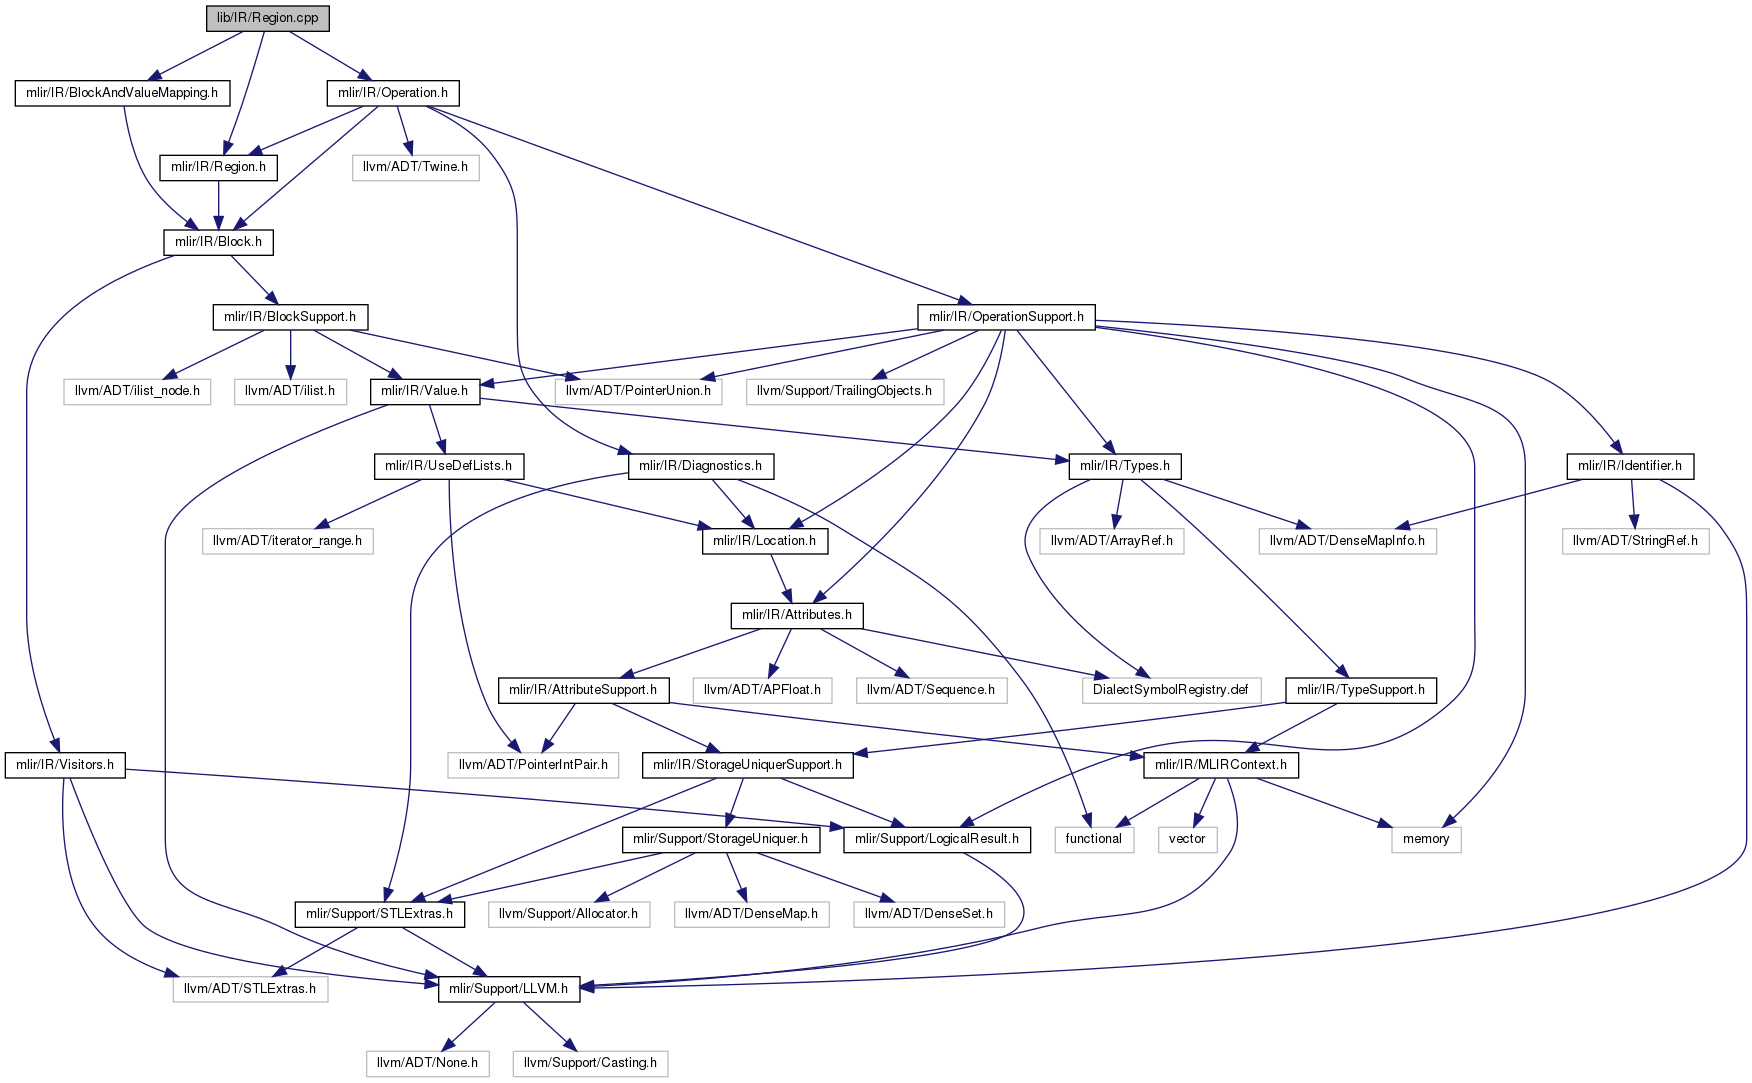 lib/IR/Region.cpp
mlir/IR/BlockAndValueMapping.h
mlir/IR/Operation.h
mlir/IR/Region.h
llvm/ADT/Twine.h
mlir/IR/Block.h
mlir/IR/BlockSupport.h
mlir/IR/OperationSupport.h
llvm/ADT/ilist_node.h
llvm/ADT/ilist.h
mlir/IR/Value.h
llvm/ADT/PointerUnion.h
llvm/Support/TrailingObjects.h
mlir/IR/UseDefLists.h
mlir/IR/Diagnostics.h
mlir/IR/Types.h
mlir/IR/Identifier.h
llvm/ADT/iterator_range.h
mlir/IR/Location.h
llvm/ADT/ArrayRef.h
llvm/ADT/DenseMapInfo.h
llvm/ADT/StringRef.h
mlir/IR/Attributes.h
mlir/IR/AttributeSupport.h
llvm/ADT/APFloat.h
llvm/ADT/Sequence.h
DialectSymbolRegistry.def
mlir/IR/TypeSupport.h
mlir/IR/Visitors.h
llvm/ADT/PointerIntPair.h
mlir/IR/StorageUniquerSupport.h
mlir/IR/MLIRContext.h
mlir/Support/StorageUniquer.h
mlir/Support/LogicalResult.h
functional
vector
memory
mlir/Support/STLExtras.h
llvm/Support/Allocator.h
llvm/ADT/DenseMap.h
llvm/ADT/DenseSet.h
llvm/ADT/STLExtras.h
mlir/Support/LLVM.h
llvm/ADT/None.h
llvm/Support/Casting.h